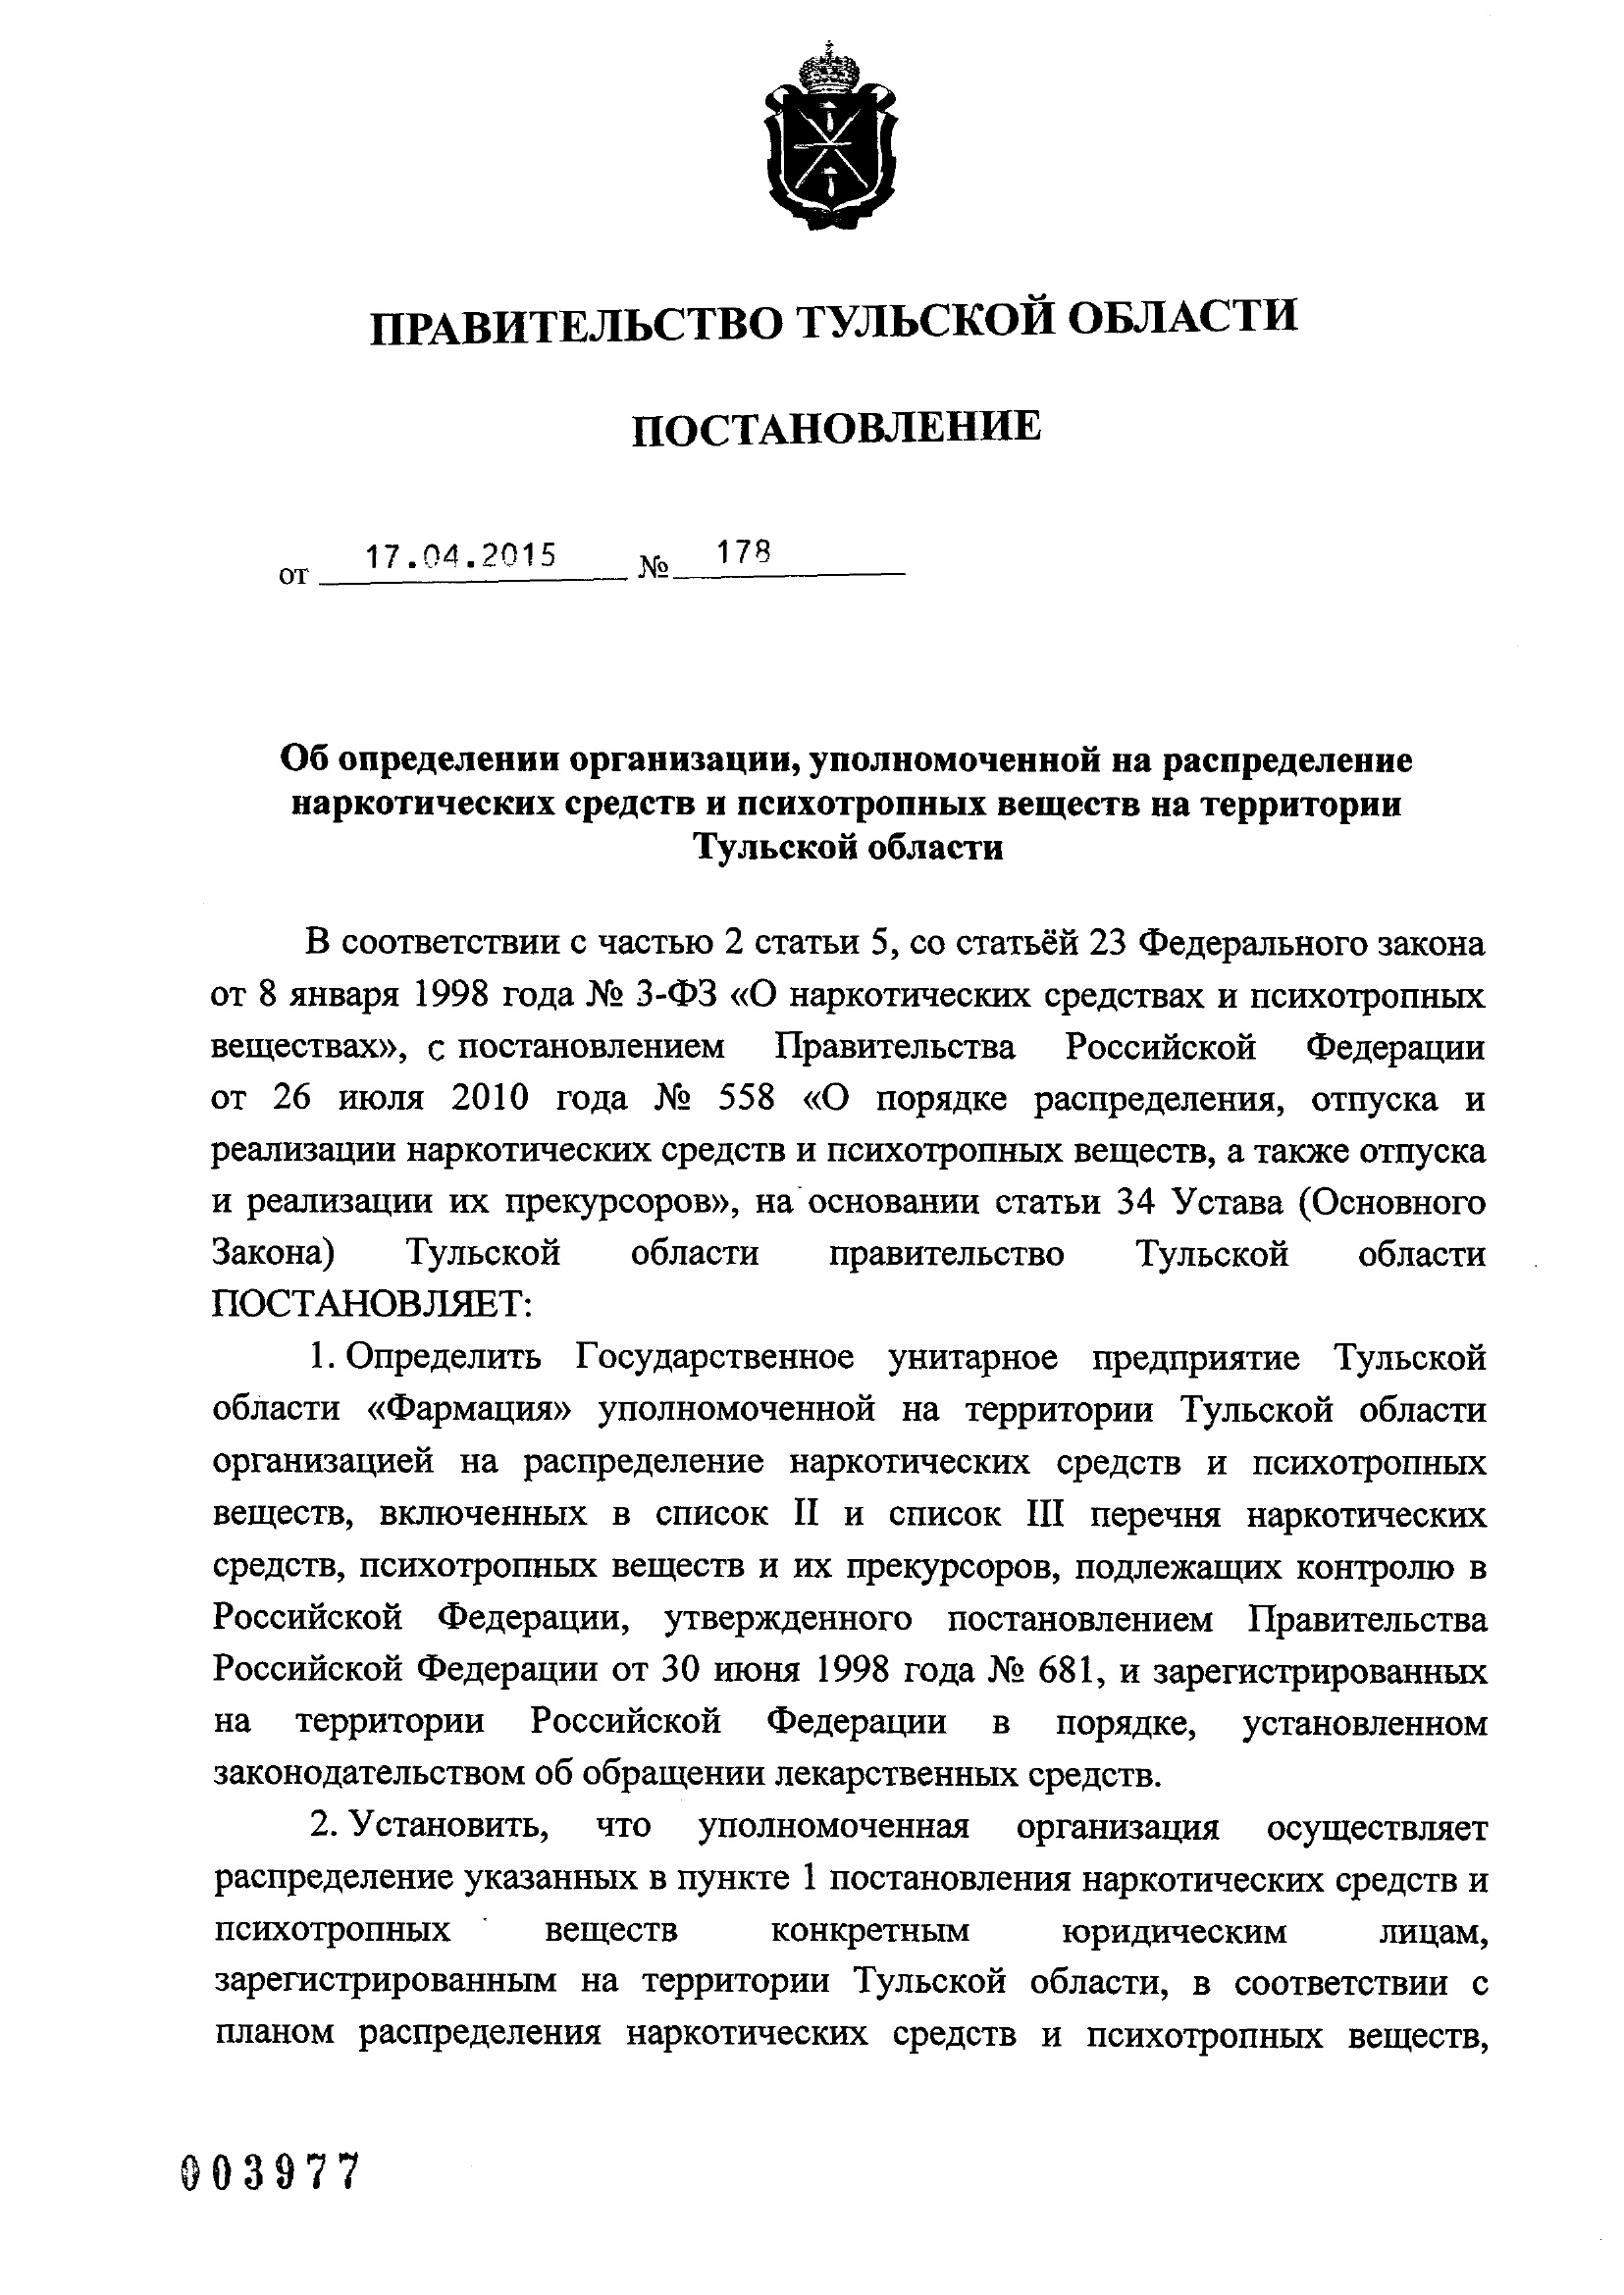 ПРАВИТЕЛЬСТВО ТУЛЬСКОЙ ОБЛАСТИ
ПОСТАНОВЛЕНИЕ
от 17.04.2015 № 178
Об определении организации, уполномоченной на распределение
наркотических средств и психотропных веществ на территории
Тульской области
В соответствии с частью 2 статьи 5, со статьёй 23 Федерального закона
от 8 января 1998 года № 3-ФЗ «О наркотических средствах и психотропных
веществах», с постановлением Правительства Российской Федерации
от 26 июля 2010 года № 558 «О порядке распределения, отпуска и
реализации наркотических средств и психотропных веществ, а также отпуска
и реализации их прекурсоров», на основании статьи 34 Устава (Основного
Закона) Тульской области правительство Тульской области
ПОСТАНОВЛЯЕТ:
1. Определить Государственное унитарное предприятие Тульской
области «Фармация» уполномоченной на территории Тульской области
организацией на распределение наркотических средств и психотропных
веществ, включенных в список II и список III перечня наркотических
средств, психотропных веществ и их прекурсоров, подлежащих контролю в
Российской Федерации, утвержденного постановлением Правительства
Российской Федерации от 30 июня 1998 года № 681, и зарегистрированных
на территории Российской Федерации в порядке, установленном
законодательством об обращении лекарственных средств.
2. Установить, что уполномоченная организация осуществляет
распределение указанных в пункте 1 постановления наркотических средств и
психотропных веществ конкретным юридическим лицам,
зарегистрированным на территории Тульской области, в соответствии с
планом распределения наркотических средств и психотропных веществ,
003977